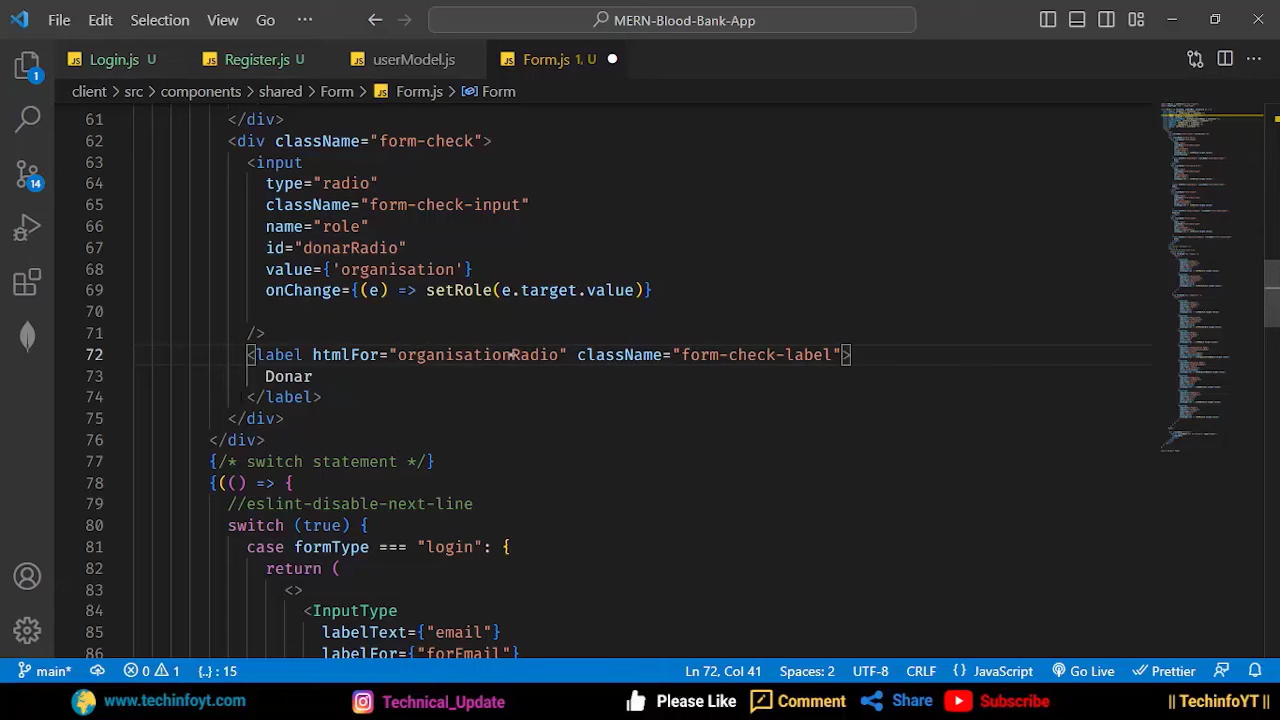 File Edit Selection View Go ··· MERN-Blood-Bank-App
Login.js U Register.js U userModel.js Form.js 1, U
client > src > components > shared > Form > Form.js > Form
61 </div>
62 <div className="form-check">
63 <input
64 type="radio"
65 className="form-check-input"
66 name="role"
67 id="donarRadio"
68 value={'organisation'}
69 onChange={(e) => setRole(e.target.value)}
70
71 />
72 <label htmlFor="organisationRadio" className="form-check-label">
73 Donar
74 </label>
75 </div>
76 </div>
77 {/* switch statement */}
78 {(() => {
79 //eslint-disable-next-line
80 switch (true) {
81 case formType === "login": {
82 return (
83 <>
84 <InputType
85 labelText={"email"}
86 labelFor={"forEmail"}
1
14
main* 0 1 {..} : 15 Ln 72, Col 41 Spaces: 2 UTF-8 CRLF {} JavaScript Go Live Prettier
www.techinfoyt.com Technical_Update Please Like Comment Share Subscribe || TechinfoYT ||